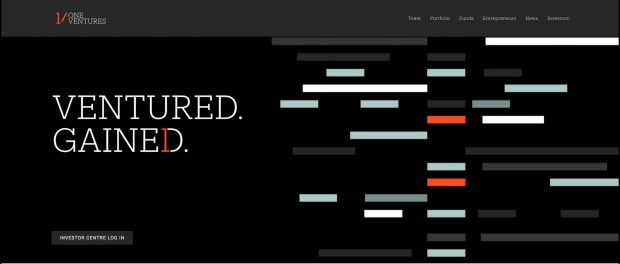 1/ ONE
VENTURES
Team Portfolio Funds Entrepreneurs News Investors
VENTURED.
GAINED.
INVESTOR CENTRE LOG IN